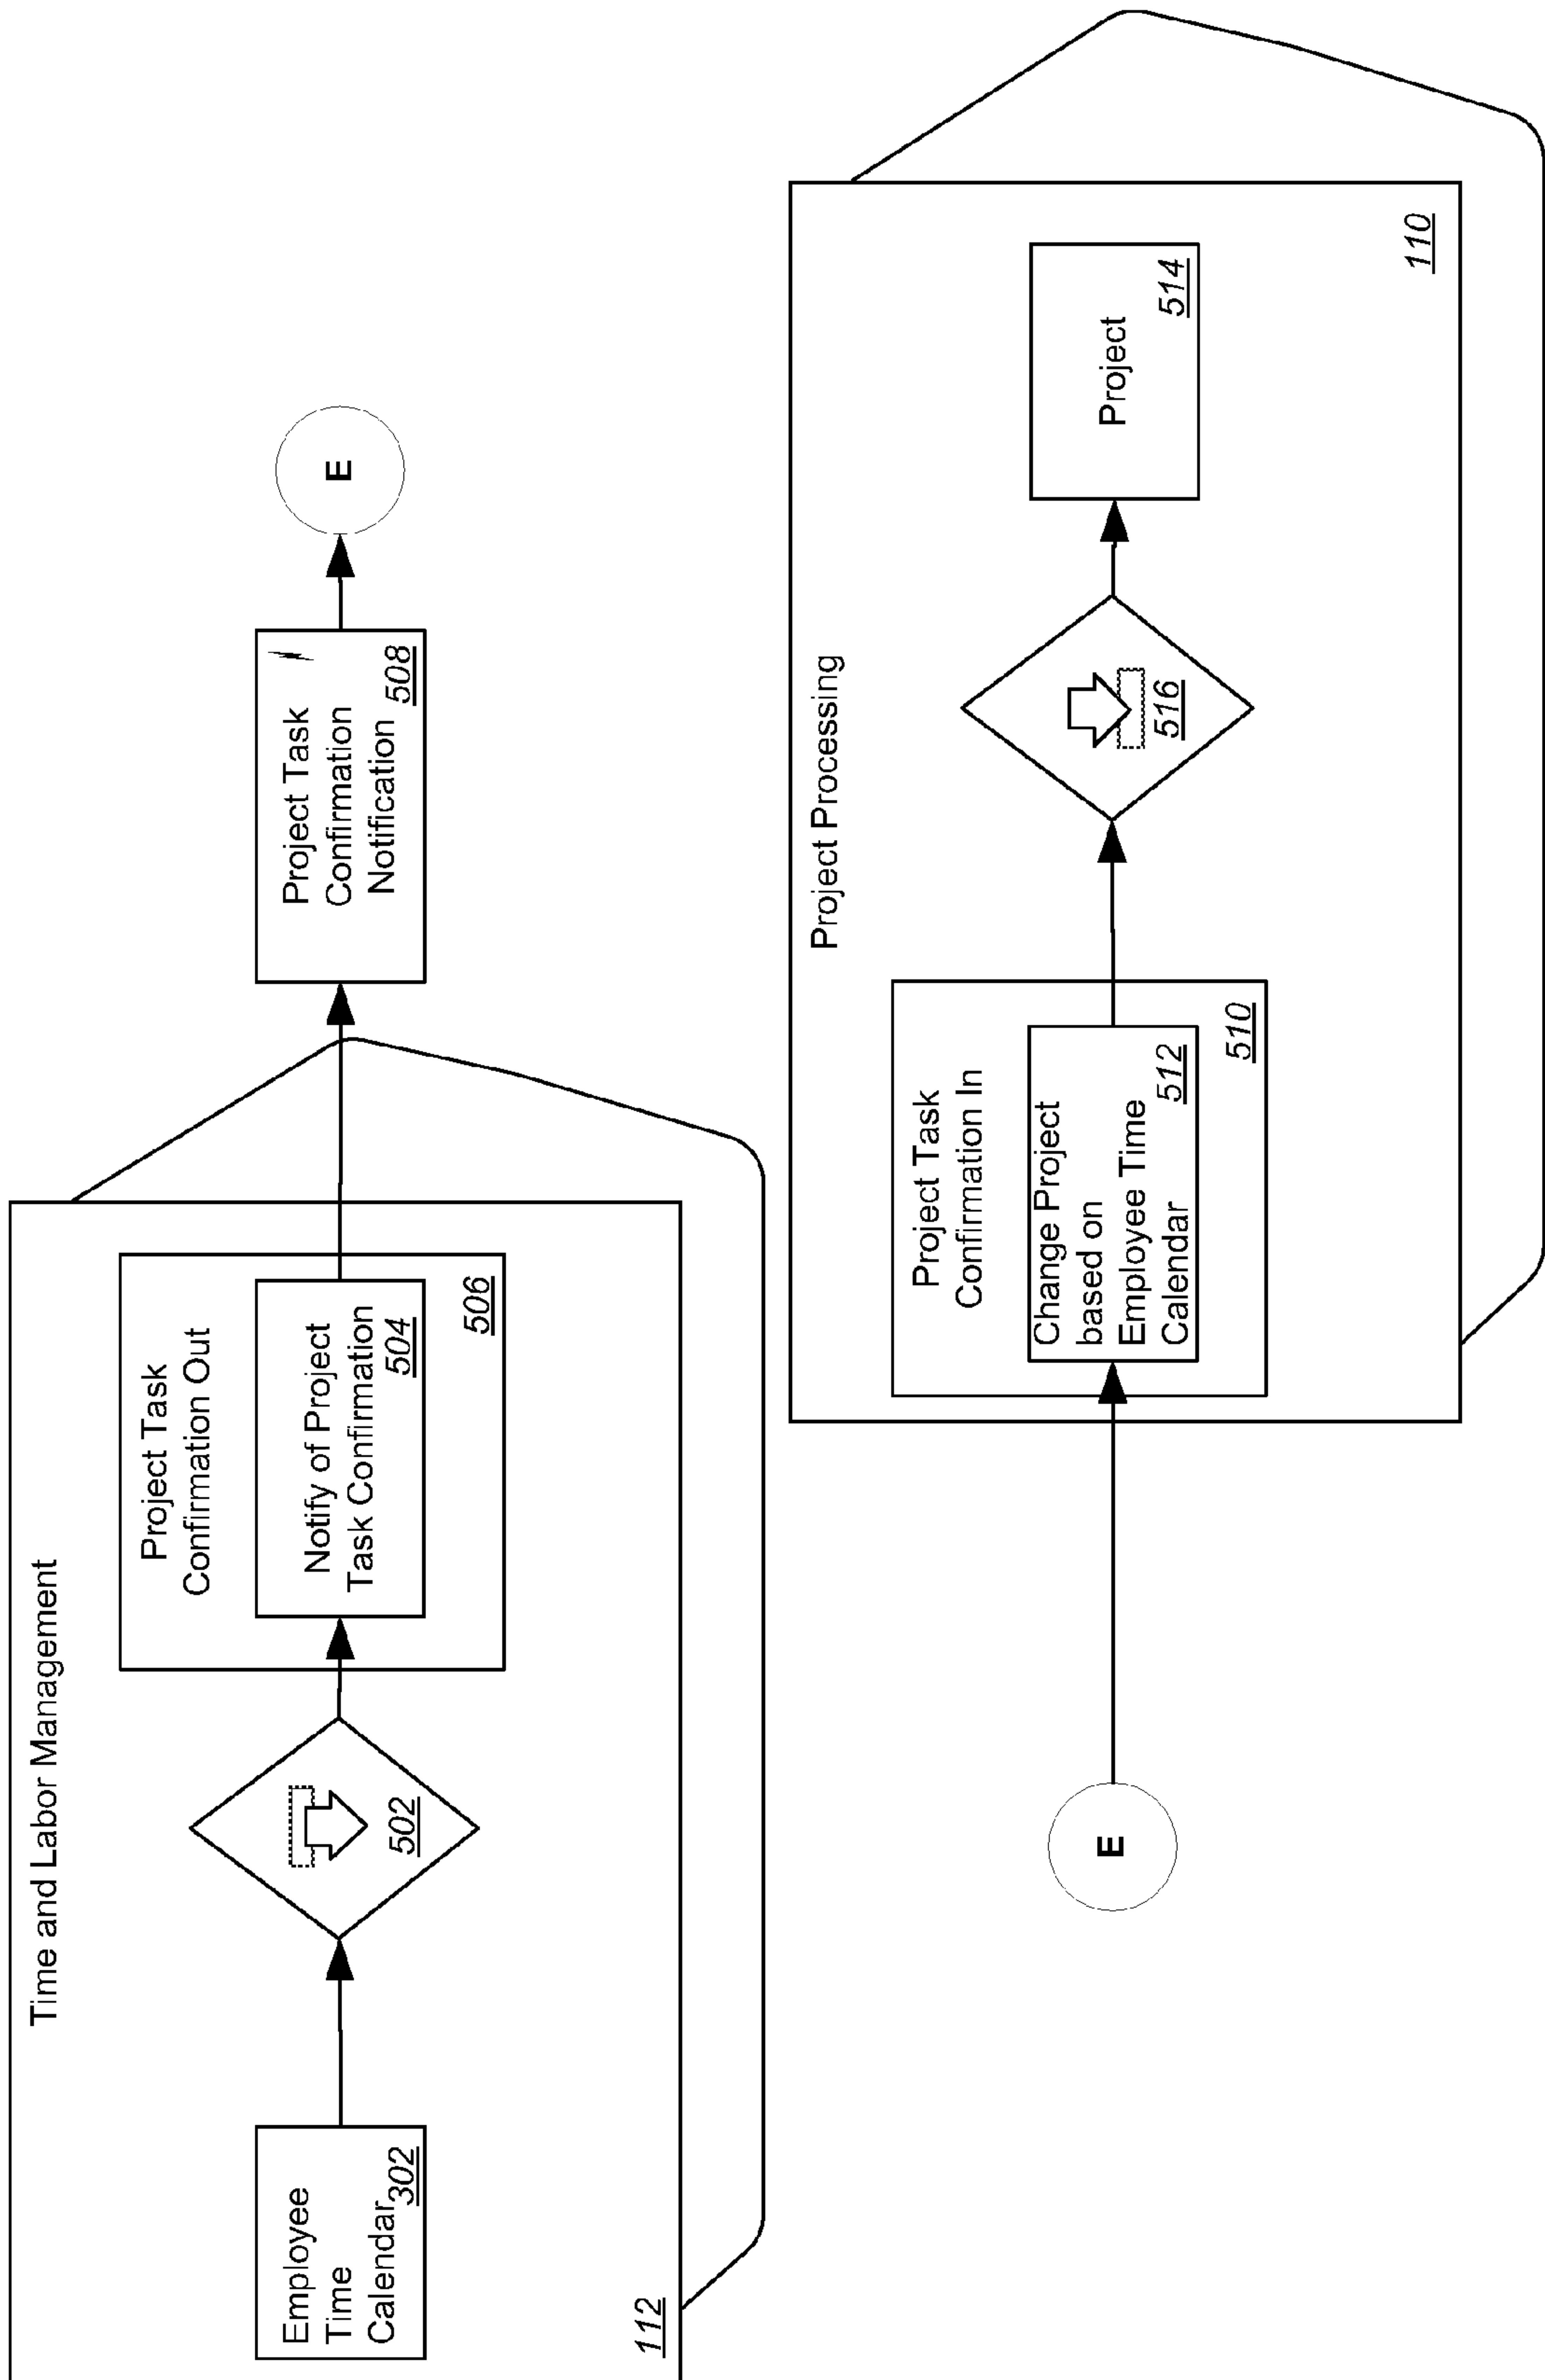 Time and Labor Management
Employee
Time
Calendar
302
502
Project Task
Confirmation Out
Notify of Project
Task Confirmation
504
506
112
Project Task
Confirmation
Notification
508
E
E
Project Processing
Project Task
Confirmation In
Change Project
based on
Employee Time
Calendar
512
510
516
Project
514
110